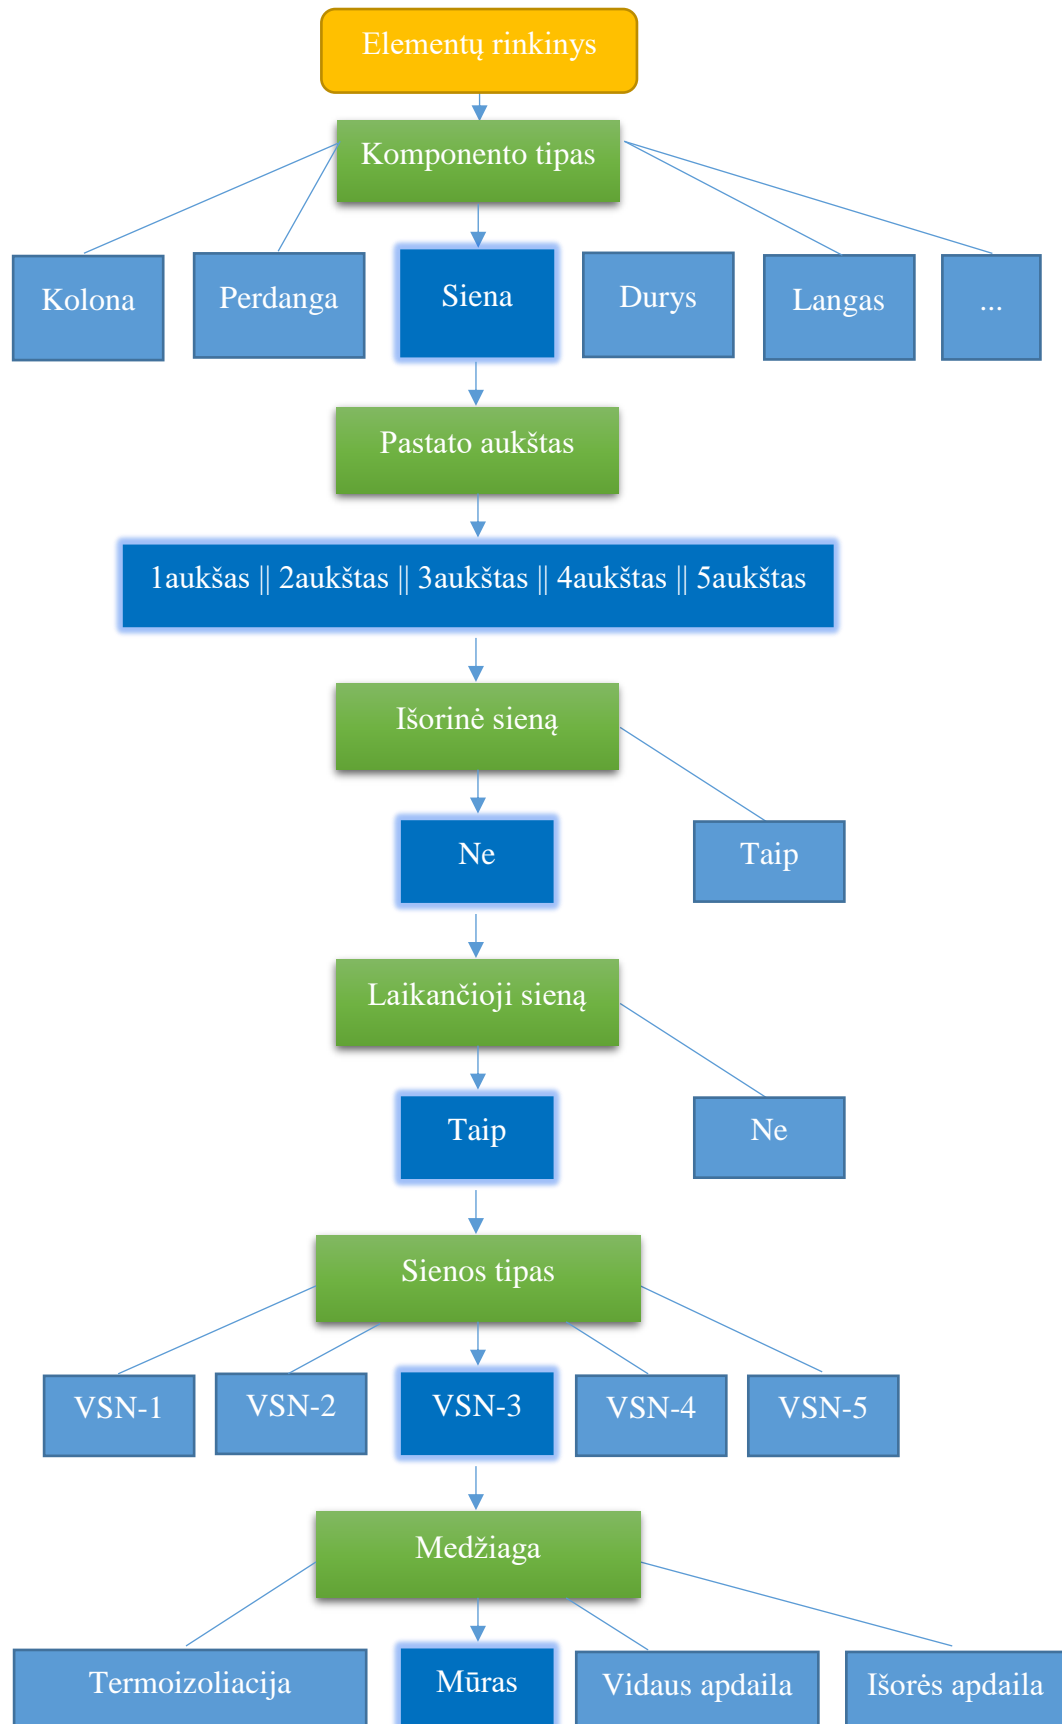 Elementų rinkinys
Komponento tipas
Kolona
Perdanga
Siena
Durys
Langas
...
Pastato aukštas
1aukšas || 2aukštas || 3aukštas || 4aukštas || 5aukštas
Išorinė sieną
Ne
Taip
Laikančioji sieną
Taip
Ne
Sienos tipas
VSN-1
VSN-2
VSN-3
VSN-4
VSN-5
Medžiaga
Termoizoliacija
Mūras
Vidaus apdaila
Išorės apdaila